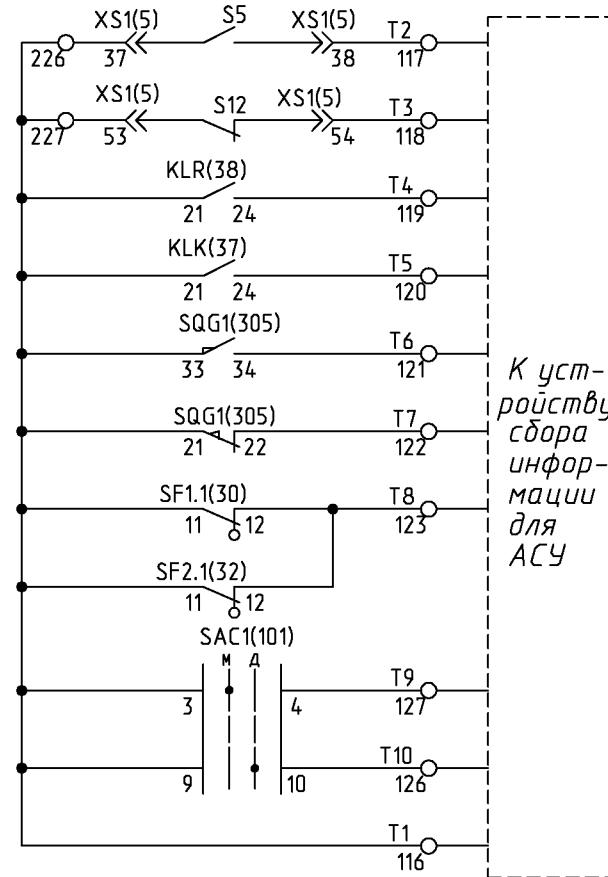 XS1(5) S5 XS1(5) T2
226 37 38 117
XS1(5) S12 XS1(5) T3
227 53 54 118
KLR(38) T4
21 24 119
KLK(37) T5
21 24 120
SQG1(305) T6
33 34 121
SQG1(305) T7
21 22 122
SF1.1(30) T8
11 12 123
SF2.1(32)
11 12
SAC1(101)
М Д
T9
3 4 127
T10
9 10 126
T1
116
К уст-
ройству
сбора
инфор-
мации
для
АСУ